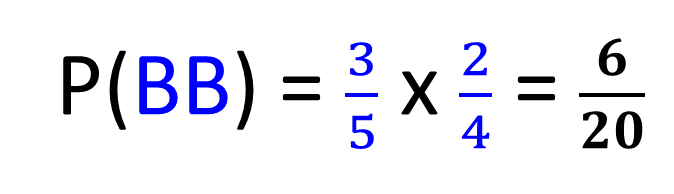 P(BB) = 3/5 x 2/4 = 6/20